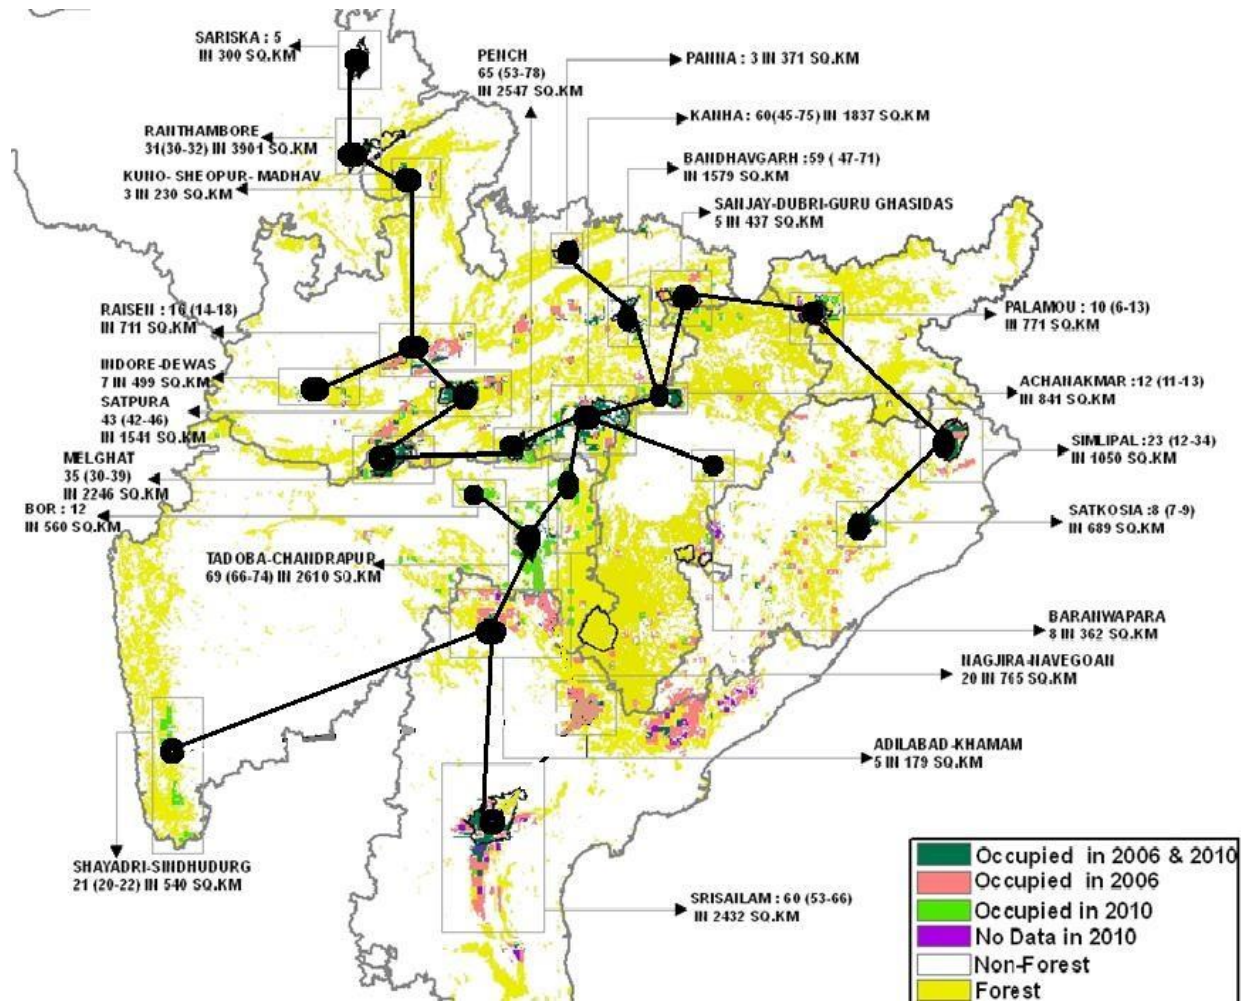 SARISKA : 5
IN 300 SQ.KM
PENCH
65 (53-78)
IN 2547 SQ.KM
PANNA : 3 IN 371 SQ.KM
KANHA : 60(45-75) IN 1837 SQ.KM
RANTHAMBORE
31(30-32) IN 3901 SQ.KM
BANDHAVGARH :59 ( 47-71)
IN 1579 SQ.KM
KUNO- SHEOPUR- MADHAV
3 IN 230 SQ.KM
SANJAY-DUBRI-GURU GHASIDAS
5 IN 437 SQ.KM
RAISEN : 16 (14-18)
IN 711 SQ.KM
PALAMOU : 10 (6-13)
IN 771 SQ.KM
INDORE-DEWAS
7 IN 499 SQ.KM
SATPURA
43 (42-46)
IN 1541 SQ.KM
ACHANAKMAR :12 (11-13)
IN 841 SQ.KM
MELGHAT
35 (30-39)
IN 2246 SQ.KM
SIMLIPAL :23 (12-34)
IN 1050 SQ.KM
BOR : 12
IN 560 SQ.KM
SATKOSIA :8 (7-9)
IN 689 SQ.KM
TADOBA-CHANDRAPUR
69 (66-74) IN 2610 SQ.KM
BARANWAPARA
8 IN 362 SQ.KM
NAGJIRA-NAVEGOAN
20 IN 765 SQ.KM
ADILABAD-KHAMAM
5 IN 179 SQ.KM
SHAYADRI-SINDHUDURG
21 (20-22) IN 540 SQ.KM
SRISAILAM : 60 (53-66)
IN 2432 SQ.KM
Occupied in 2006 & 2010
Occupied in 2006
Occupied in 2010
No Data in 2010
Non-Forest
Forest